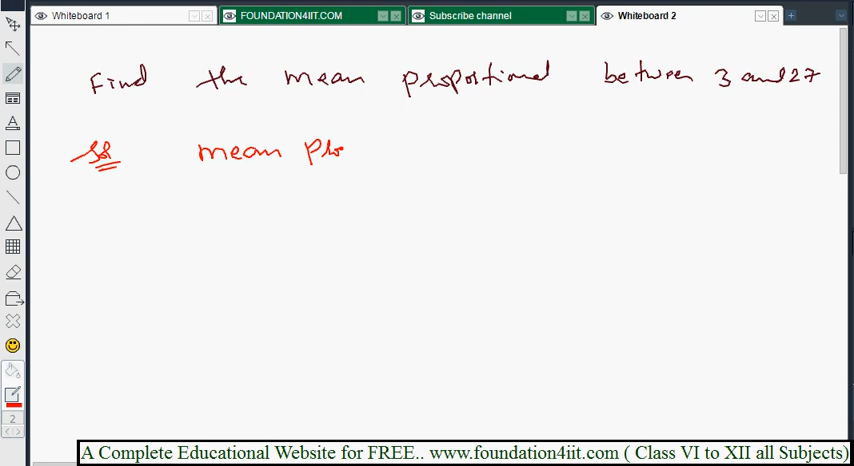 Whiteboard 1 FOUNDATION4IIT.COM Subscribe channel Whiteboard 2
Find the mean proportional between 3 and 27
Sol mean Pro
2
A Complete Educational Website for FREE.. www.foundation4iit.com ( Class VI to XII all Subjects)